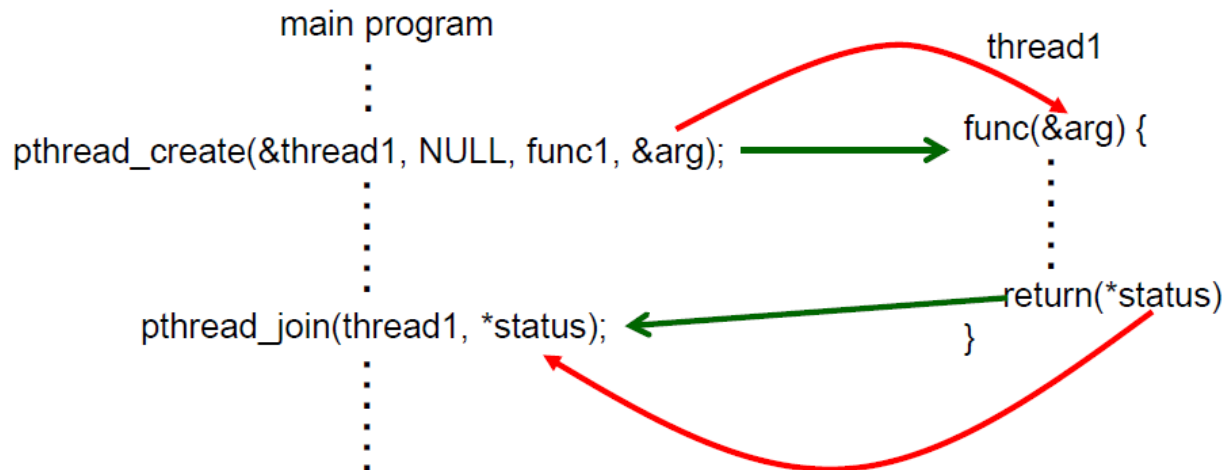 main program
thread1
pthread_create(&thread1, NULL, func1, &arg);
func(&arg) {
return(*status)
pthread_join(thread1, *status);
}